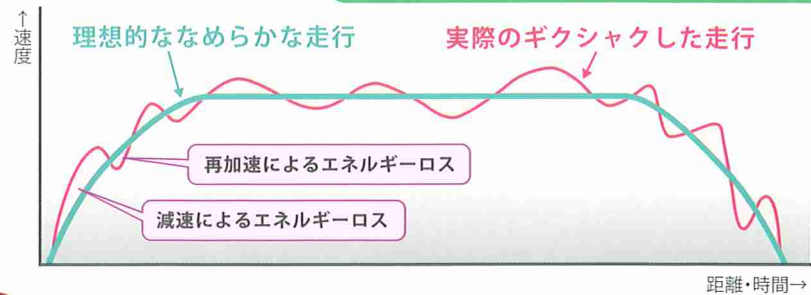 ↑速度
理想的ななめらかな走行
実際のギクシャクした走行
再加速によるエネルギーロス
減速によるエネルギーロス
距離・時間→